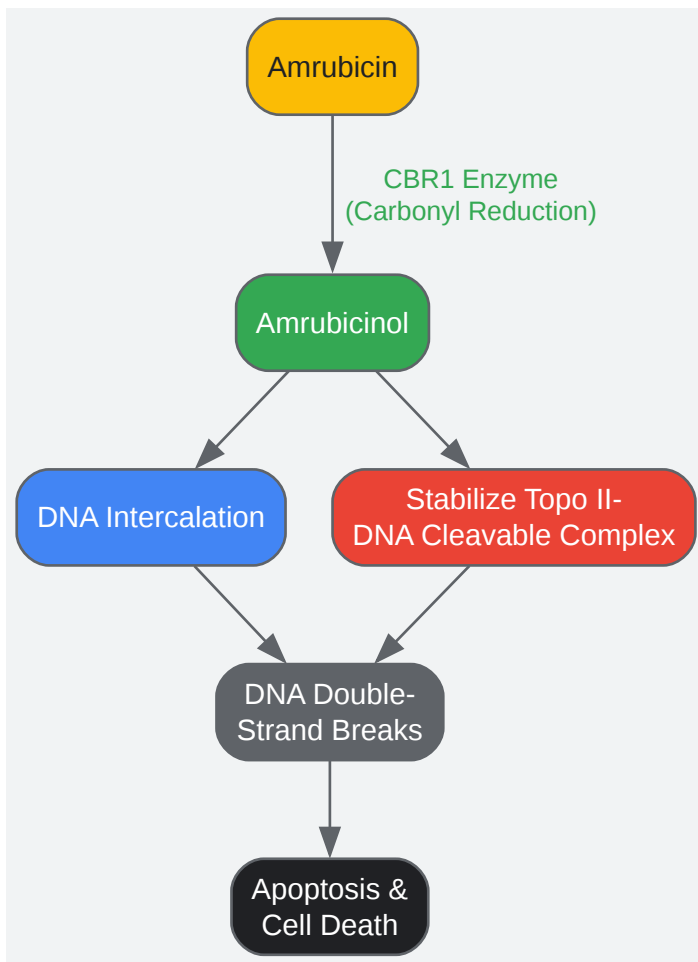 Amrubicin
CBR1 Enzyme
(Carbonyl Reduction)
Amrubicinol
DNA Intercalation
Stabilize Topo II-
DNA Cleavable Complex
DNA Double-
Strand Breaks
Apoptosis &
Cell Death